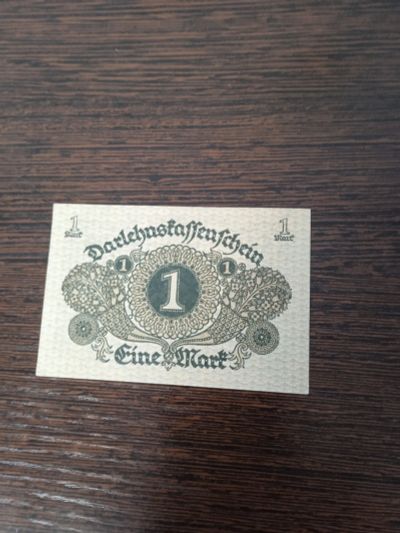 1 1
Mark Mark
Darlehnskassenschein
1 1
1
Eine Mark